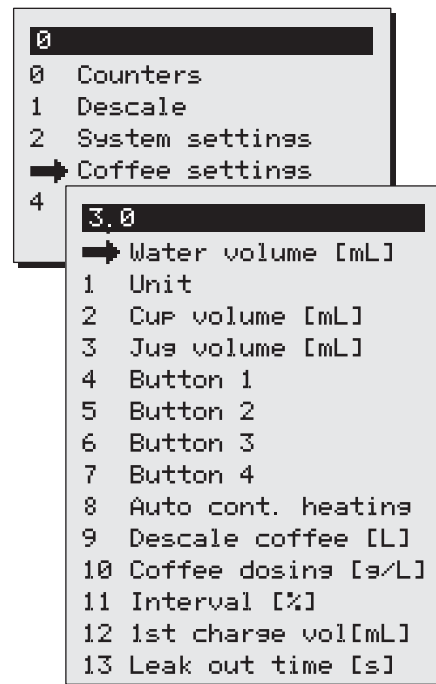 0
0 Counters
1 Descale
2 System settings
Coffee settings
4
3.0
Water volume [mL]
1 Unit
2 Cup volume [mL]
3 Jug volume [mL]
4 Button 1
5 Button 2
6 Button 3
7 Button 4
8 Auto cont. heating
9 Descale coffee [L]
10 Coffee dosing [g/L]
11 Interval [%]
12 1st charge vol[mL]
13 Leak out time [s]